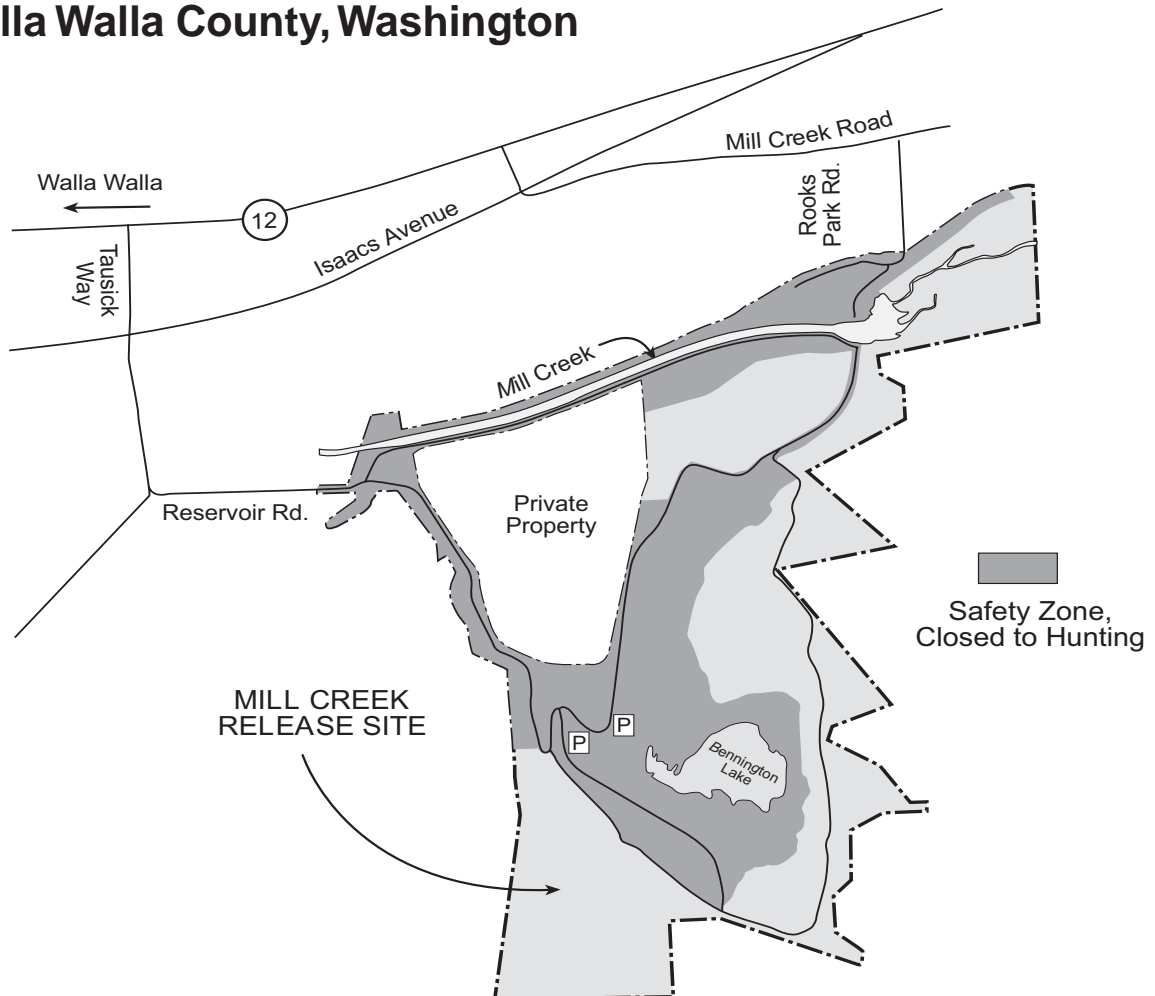 lla Walla County, Washington
Mill Creek Road
Walla Walla
12
Rooks
Park Rd.
Isaacs Avenue
Tausick
Way
Mill Creek
Private
Property
Reservoir Rd.
Safety Zone,
Closed to Hunting
MILL CREEK
RELEASE SITE
P
P
Bennington
Lake